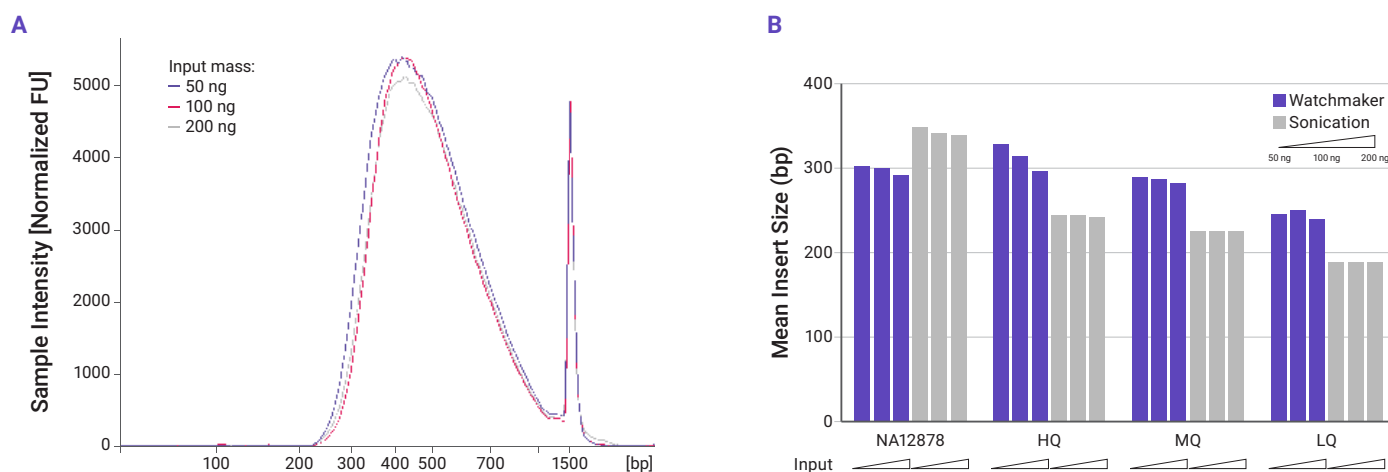 A
Sample Intensity [Normalized FU]
Input mass:
50 ng
100 ng
200 ng
5000
4000
3000
2000
1000
0
100 200 300 400 500 700 1500 [bp]
B
Mean Insert Size (bp)
400
300
200
100
0
Watchmaker
Sonication
50 ng 100 ng 200 ng
NA12878 HQ MQ LQ
Input